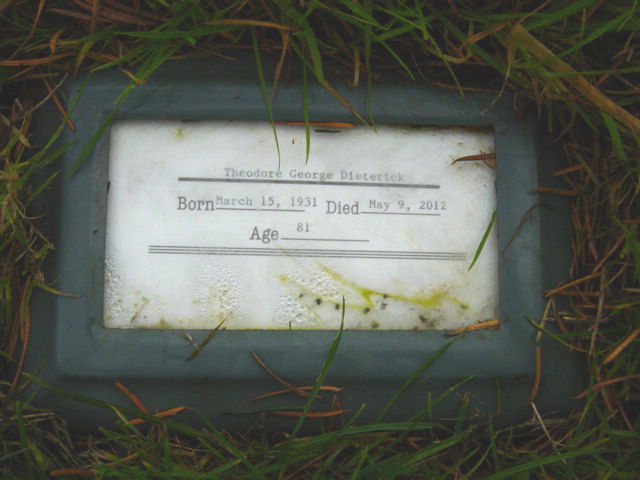 Theodore George Dieterick
Born March 15, 1931 Died May 9, 2012
Age 81